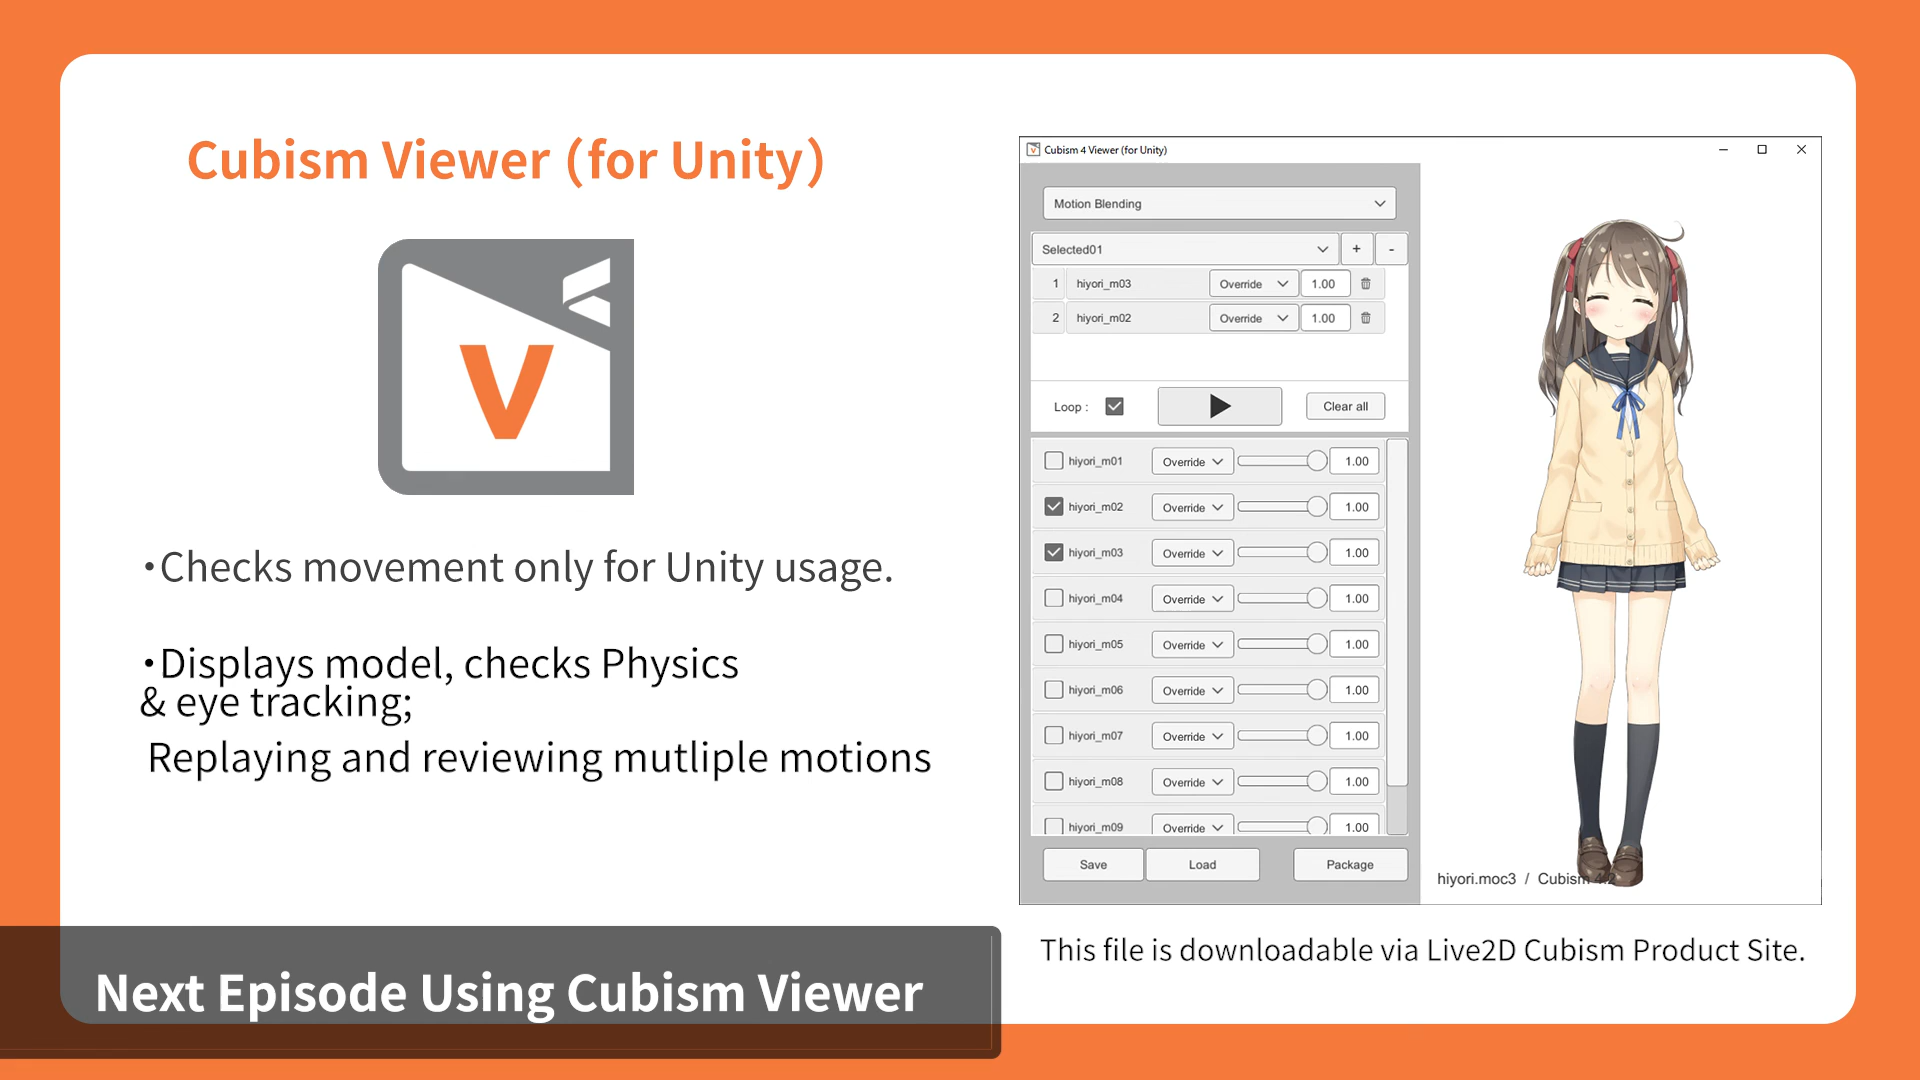 Cubism Viewer (for Unity)
V
・Checks movement only for Unity usage.
・Displays model, checks Physics
& eye tracking;
Replaying and reviewing mutliple motions
Next Episode Using Cubism Viewer
Cubism 4 Viewer (for Unity)
Motion Blending
Selected01 + -
1 hiyori_m03 Override 1.00
2 hiyori_m02 Override 1.00
Loop : Clear all
hiyori_m01 Override 1.00
hiyori_m02 Override 1.00
hiyori_m03 Override 1.00
hiyori_m04 Override 1.00
hiyori_m05 Override 1.00
hiyori_m06 Override 1.00
hiyori_m07 Override 1.00
hiyori_m08 Override 1.00
hiyori_m09 Override 1.00
Save Load Package
hiyori.moc3 / Cubism 4.2
This file is downloadable via Live2D Cubism Product Site.